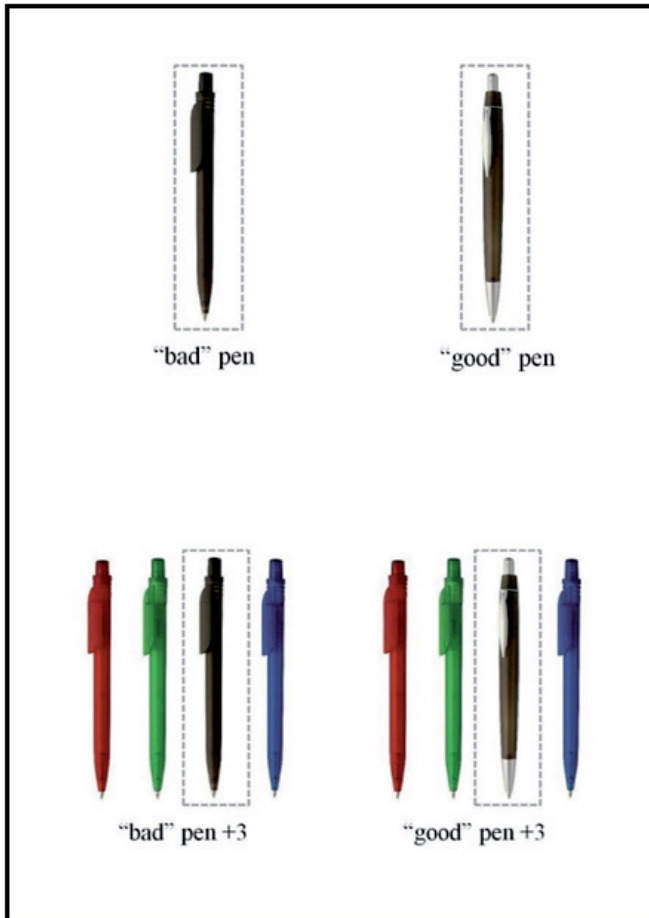 “bad” pen
“good” pen
“bad” pen +3
“good” pen +3